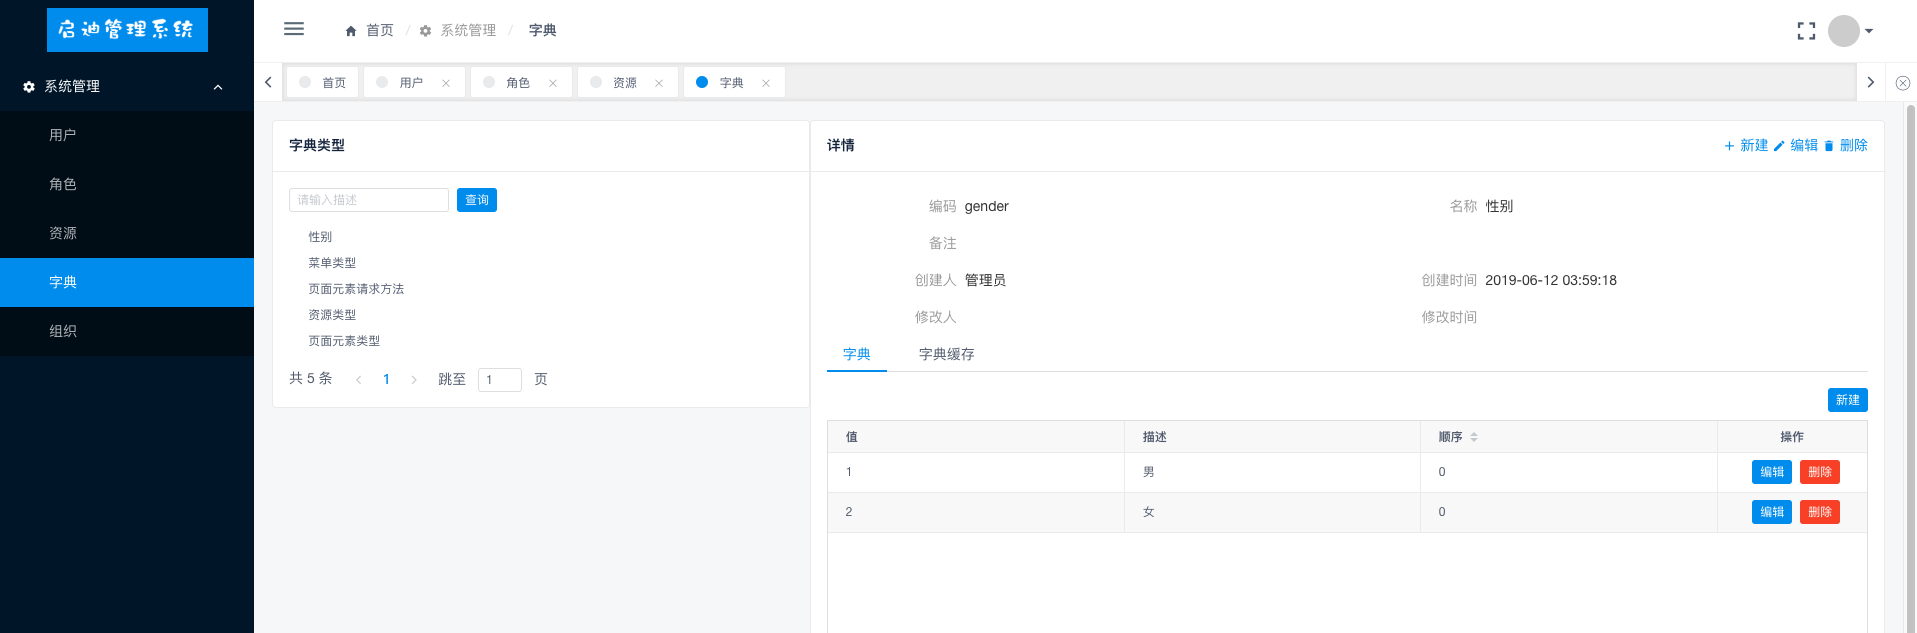 启迪管理系统
系统管理
用户
角色
资源
字典
组织
首页 / 系统管理 / 字典
首页 用户 角色 资源 字典
字典类型
请输入描述 查询
性别
菜单类型
页面元素请求方法
资源类型
页面元素类型
共 5 条 1 跳至 1 页
详情 新建 编辑 删除
编码 gender 名称 性别
备注
创建人 管理员 创建时间 2019-06-12 03:59:18
修改人 修改时间
字典 字典缓存
新建
值 描述 顺序 操作
1 男 0 编辑 删除
2 女 0 编辑 删除